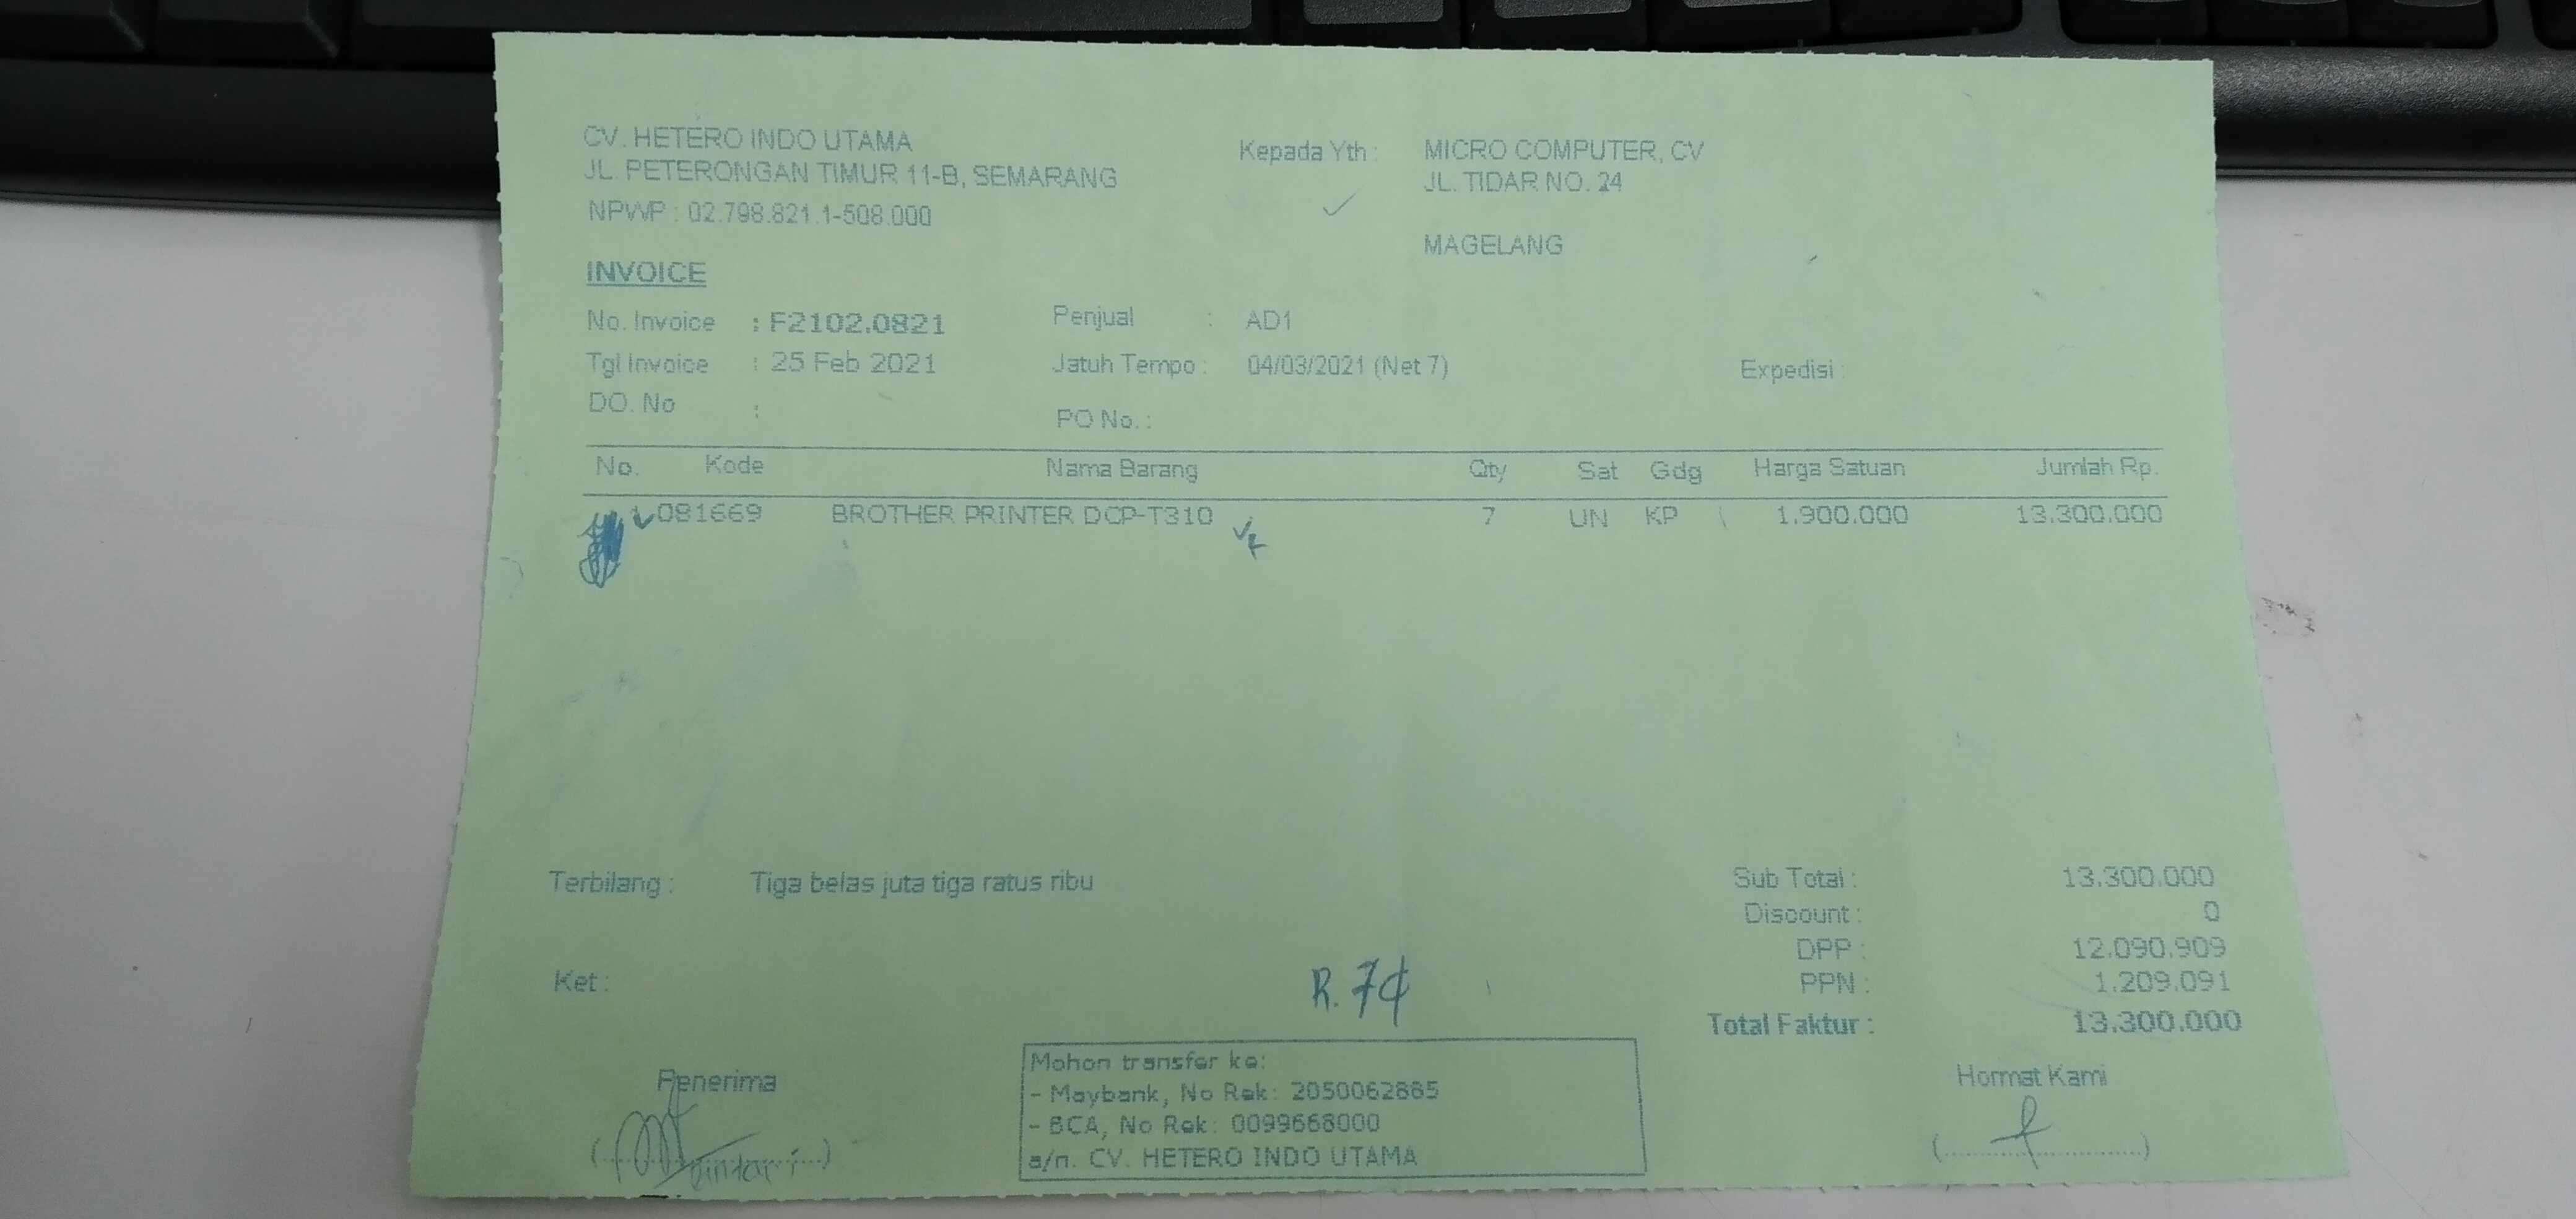 CV. HETERO INDO UTAMA
JL. PETERONGAN TIMUR 11-B, SEMARANG
NPWP : 02.798.821.1-508.000
Kepada Yth : MICRO COMPUTER, CV
JL. TIDAR NO. 24
MAGELANG
INVOICE
No. Invoice : F2102.0821 Penjual : AD1
Tgl Invoice : 25 Feb 2021 Jatuh Tempo : 04/03/2021 (Net 7) Expedisi :
DO. No : PO No. :
No. Kode Nama Barang Qty Sat Gdg Harga Satuan Jumlah Rp.
081669 BROTHER PRINTER DCP-T310 7 UN KP 1.900.000 13.300.000
Terbilang : Tiga belas juta tiga ratus ribu
Sub Total : 13.300.000
Discount : 0
DPP : 12.090.909
PPN : 1.209.091
Total Faktur : 13.300.000
Ket :
R.
Penerima
Mohon transfer ke:
- Maybank, No Rek: 2050062885
- BCA, No Rek: 0099668000
a/n. CV. HETERO INDO UTAMA
Hormat Kami
(........................)